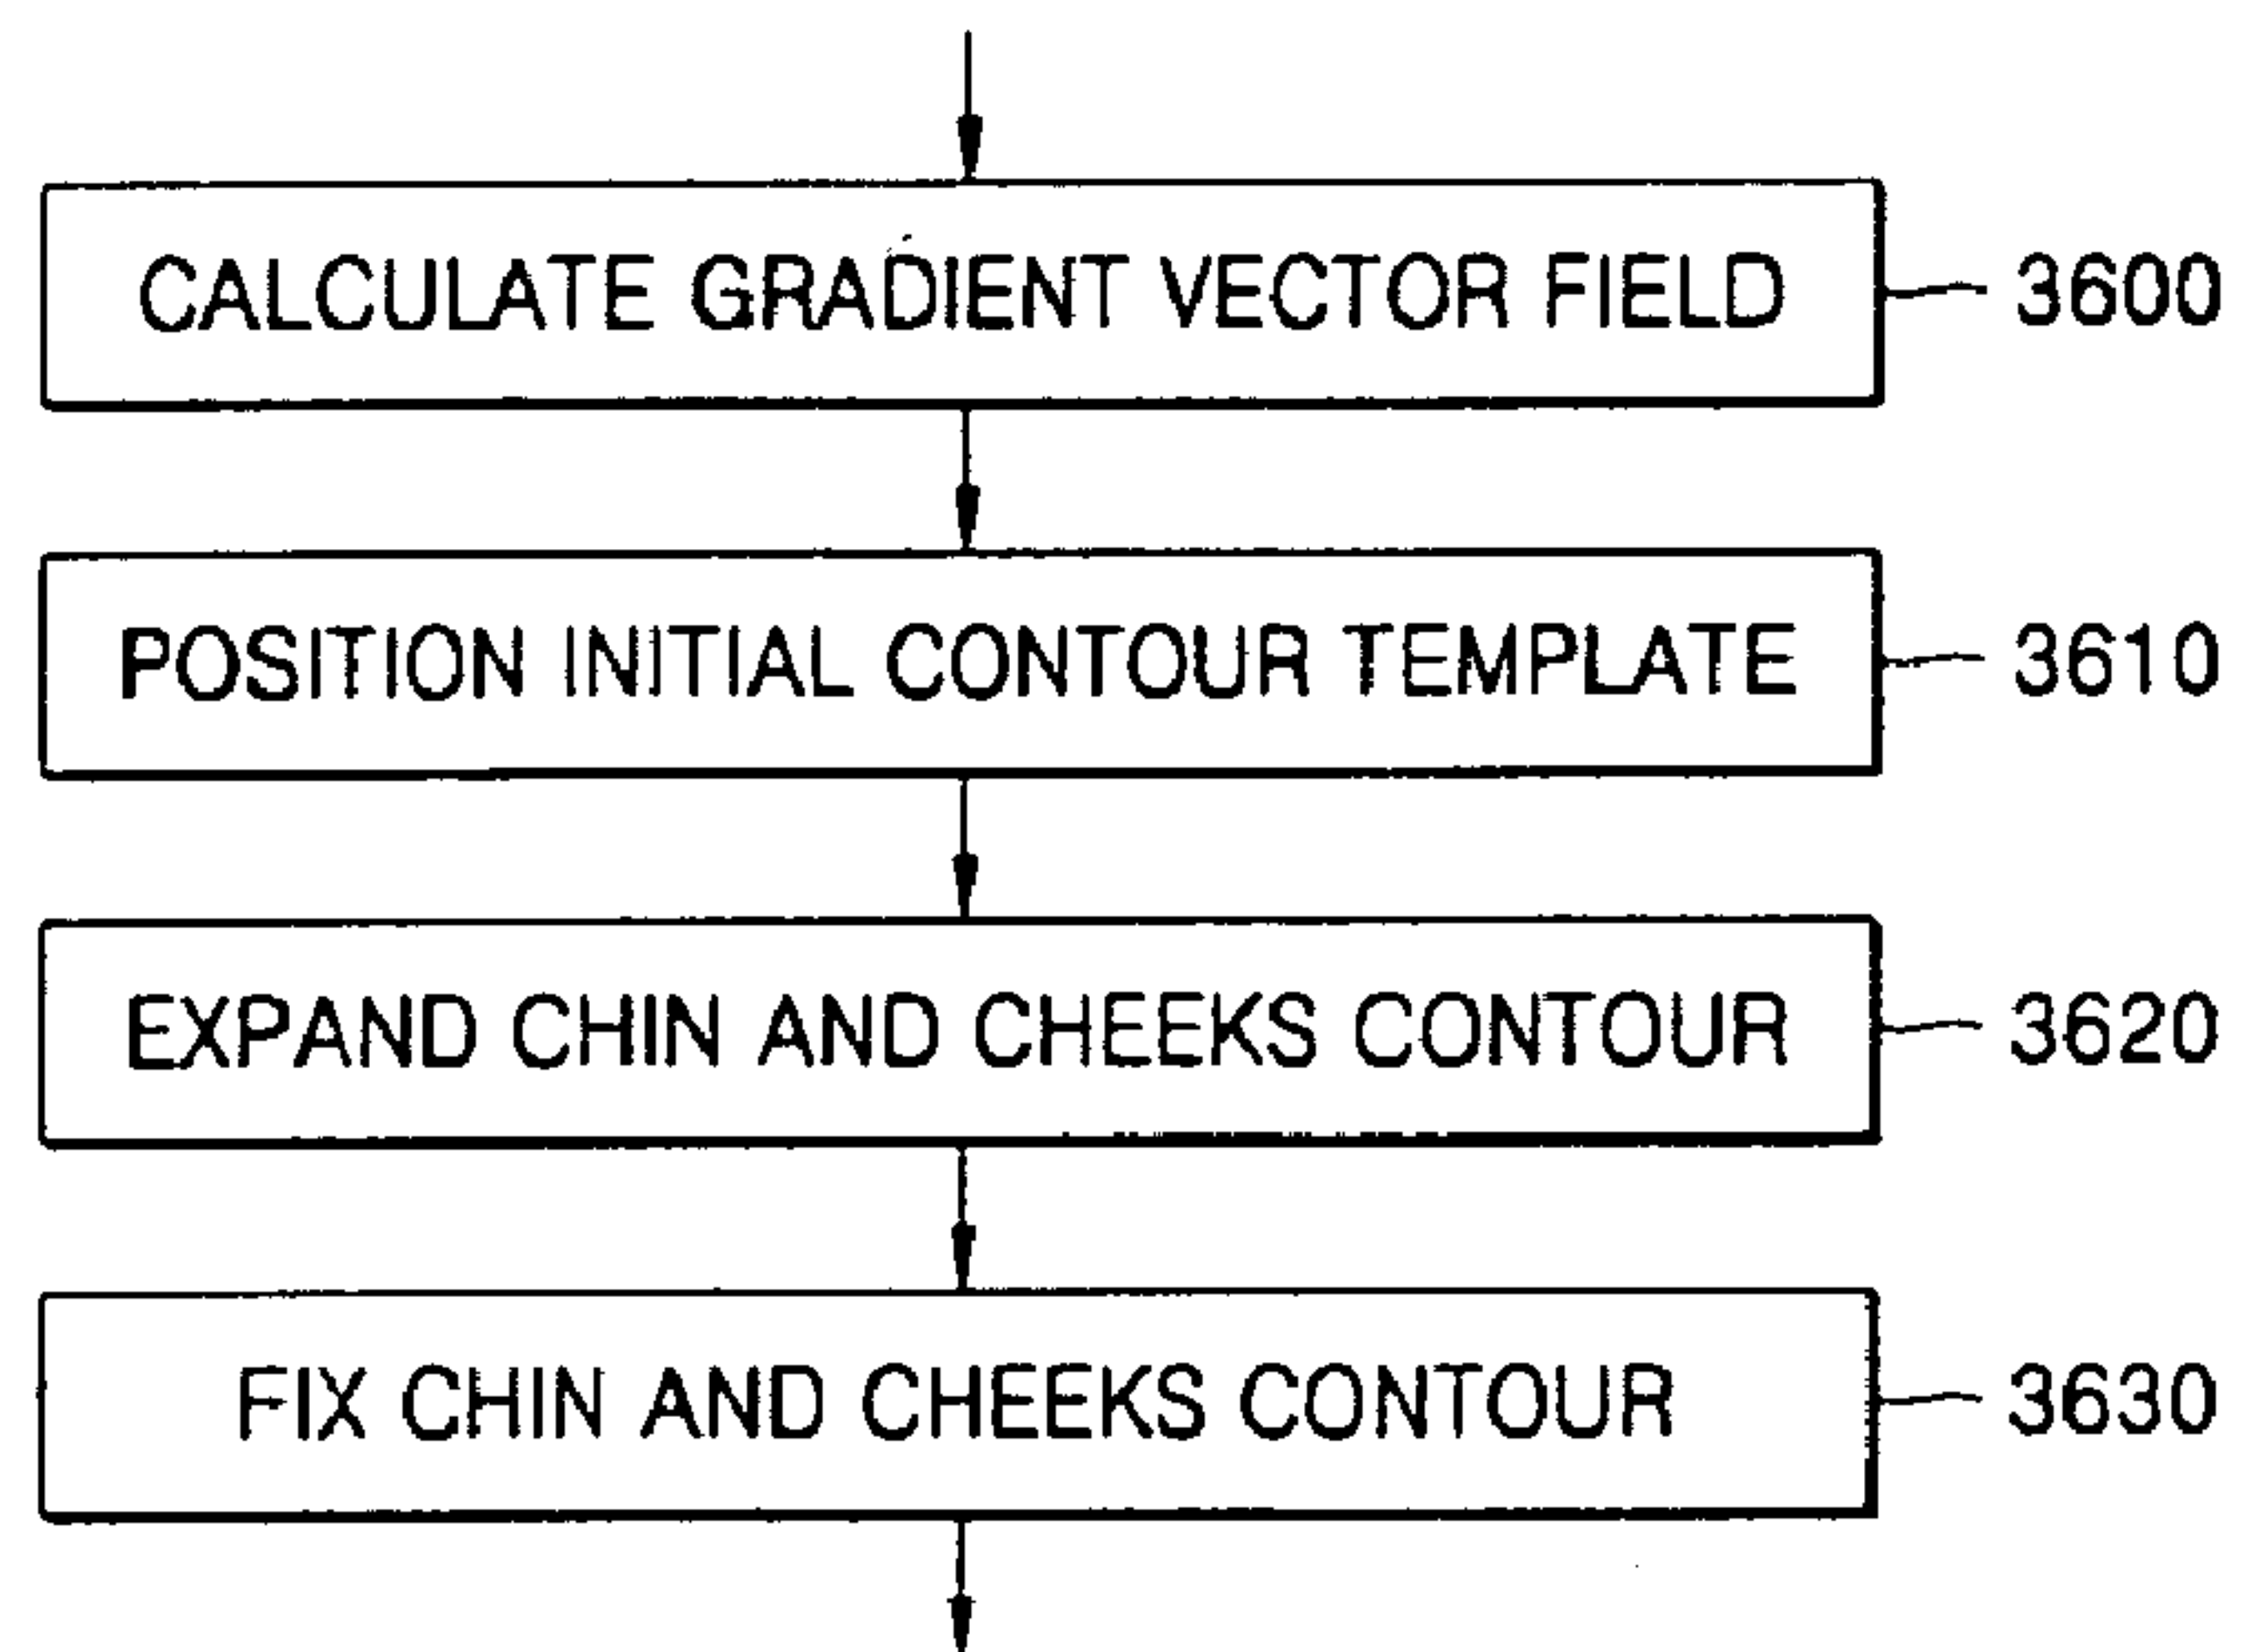 CALCULATE GRADIENT VECTOR FIELD 3600
POSITION INITIAL CONTOUR TEMPLATE 3610
EXPAND CHIN AND CHEEKS CONTOUR 3620
FIX CHIN AND CHEEKS CONTOUR 3630